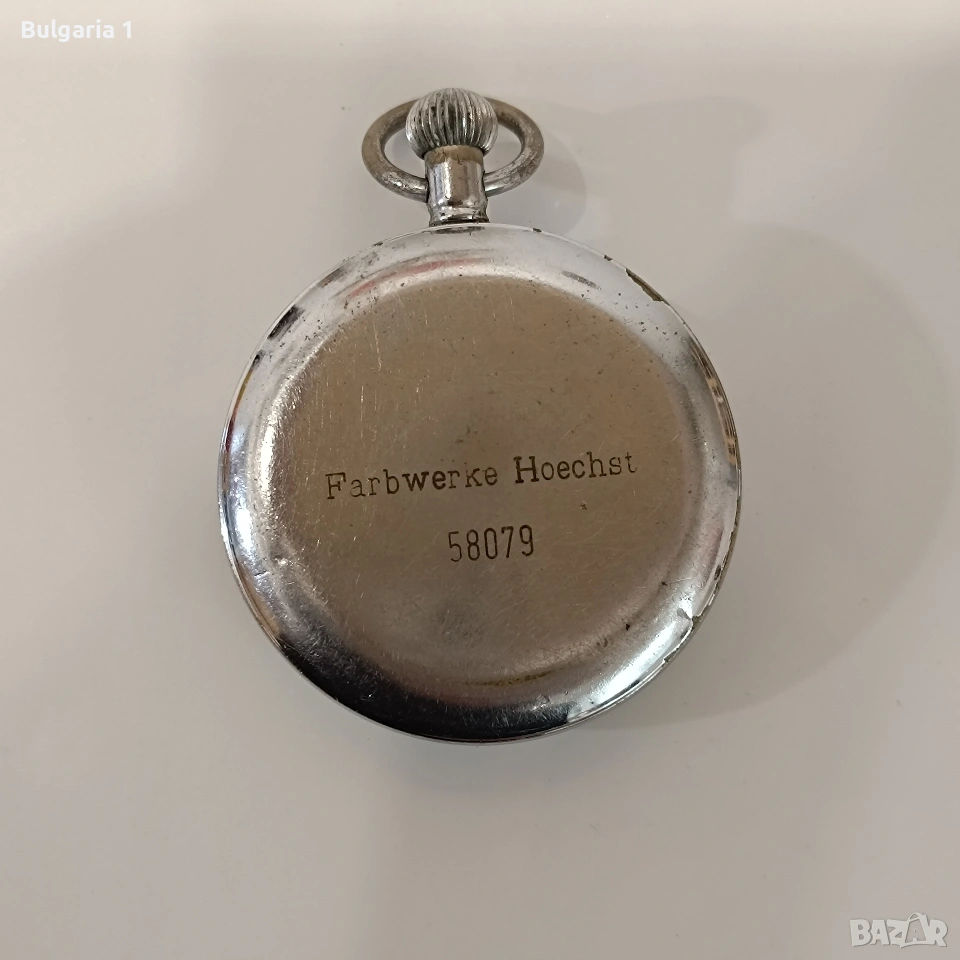 Bulgaria 1
Farbwerke Hoechst
58079
BAZAR